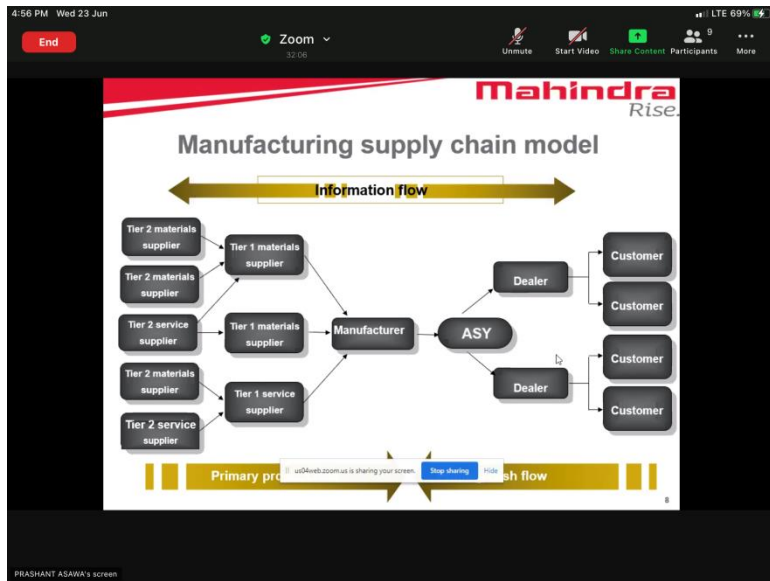 4:56 PM Wed 23 Jun
LTE 69%
End
Zoom
32:06
Unmute
Start Video
Share Content
Participants
9
More
Mahindra
Rise.
Manufacturing supply chain model
Information flow
Tier 2 materials
supplier
Tier 2 materials
supplier
Tier 2 service
supplier
Tier 2 materials
supplier
Tier 2 service
supplier
Tier 1 materials
supplier
Tier 1 materials
supplier
Tier 1 service
supplier
Manufacturer
ASY
Dealer
Dealer
Customer
Customer
Customer
Customer
Primary
us04web.zoom.us is sharing your screen.
Stop sharing
Hide
flow
8
PRASHANT ASAWA's screen